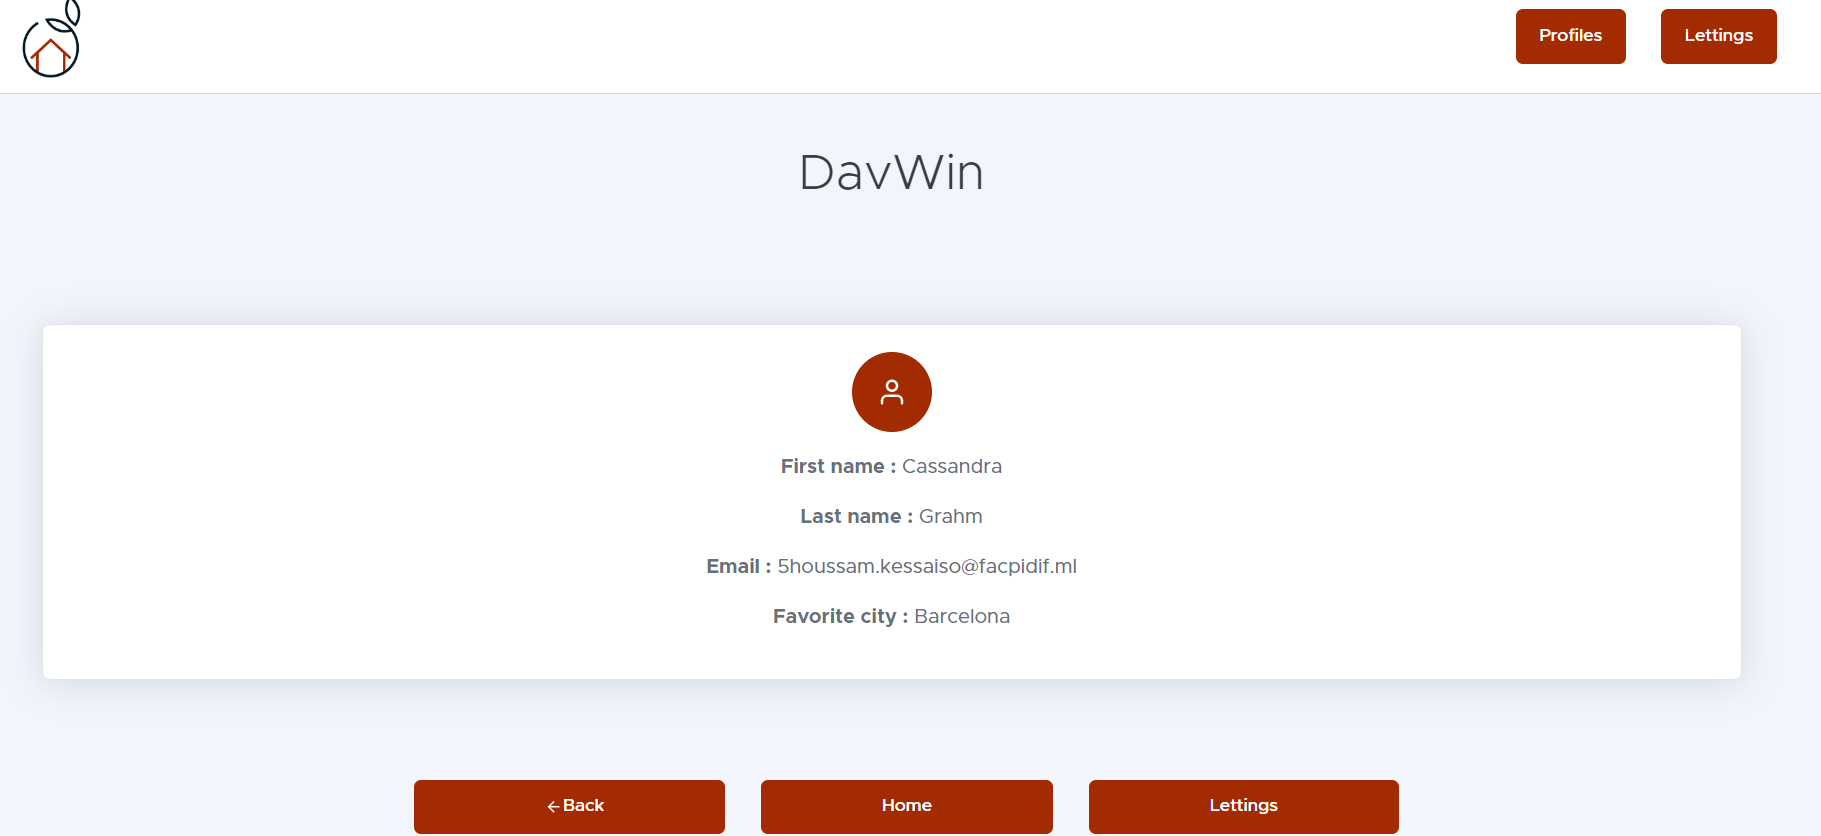 Profiles Lettings
DavWin
First name : Cassandra
Last name : Grahm
Email : 5houssam.kessaiso@facpidif.ml
Favorite city : Barcelona
←Back Home Lettings